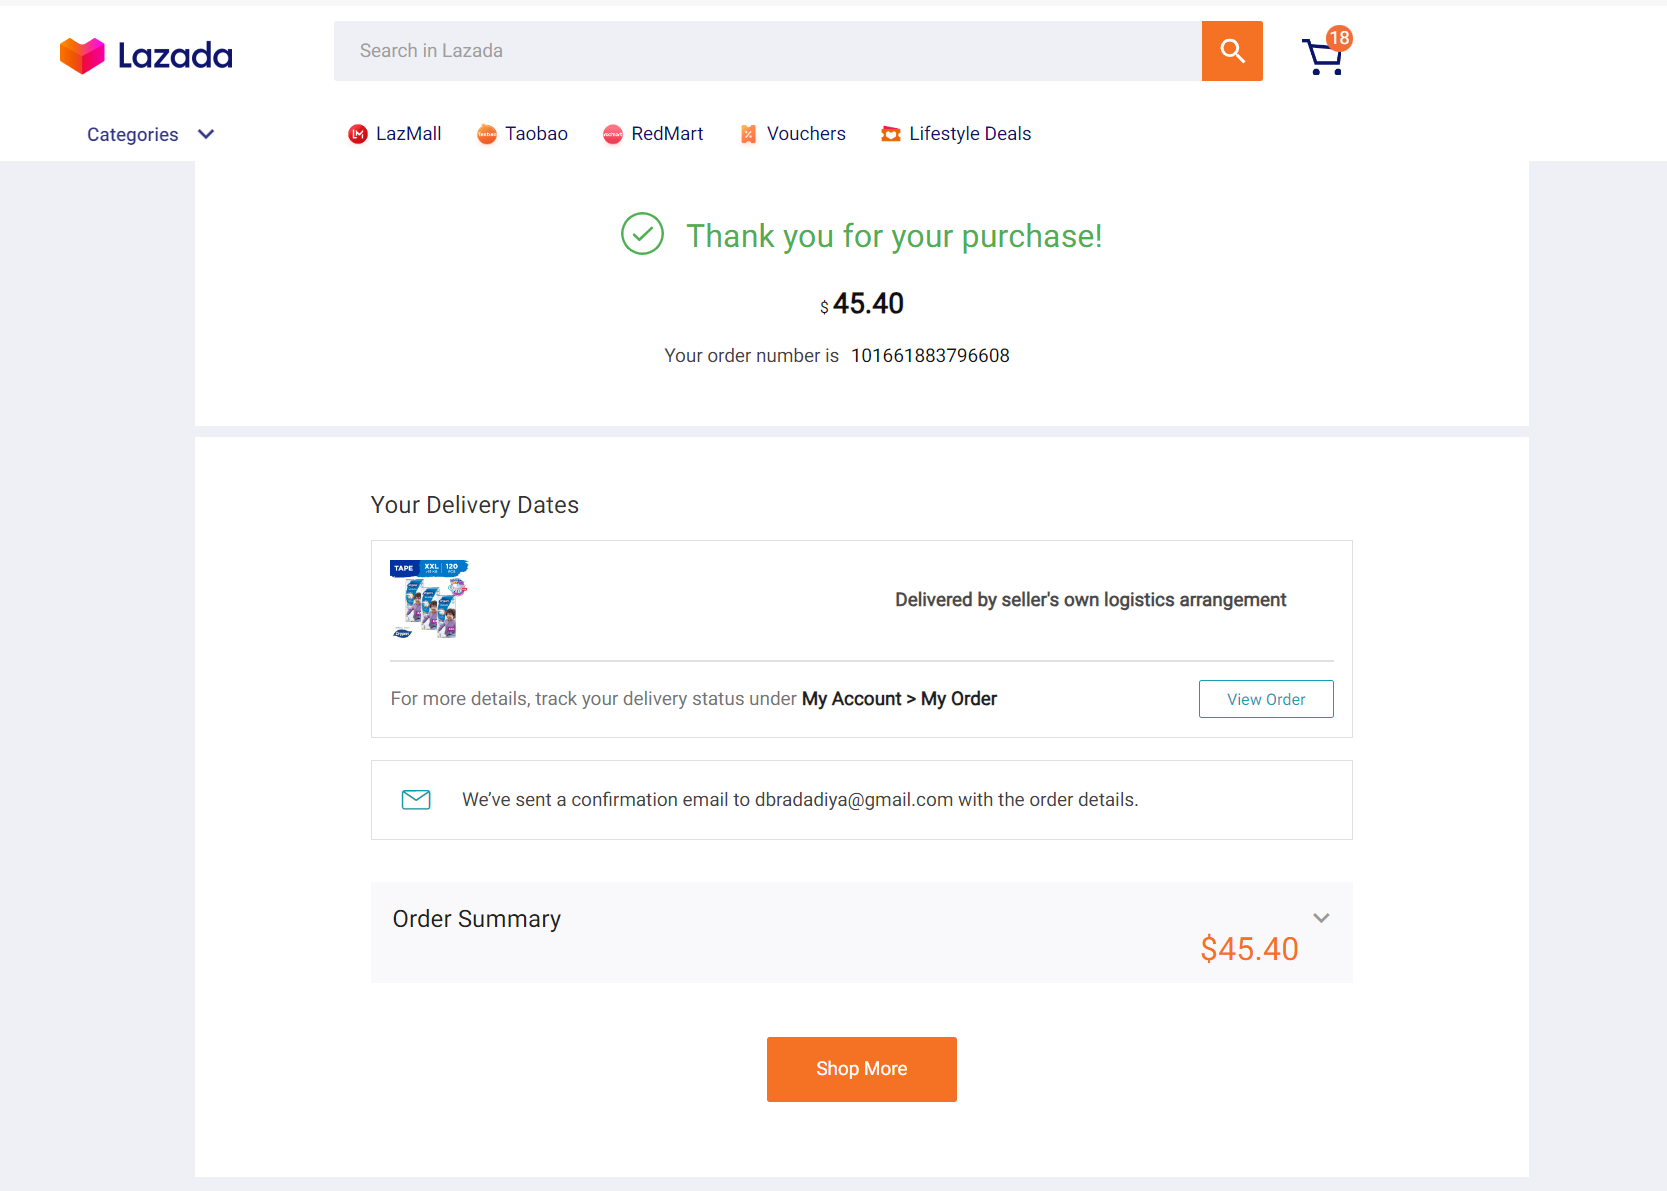 Lazada
Search in Lazada
18
Categories
LazMall
Taobao
RedMart
Vouchers
Lifestyle Deals
Thank you for your purchase!
$ 45.40
Your order number is 101661883796608
Your Delivery Dates
TAPE XXL 120
Delivered by seller's own logistics arrangement
For more details, track your delivery status under My Account > My Order
View Order
We’ve sent a confirmation email to dbradadiya@gmail.com with the order details.
Order Summary
$45.40
Shop More